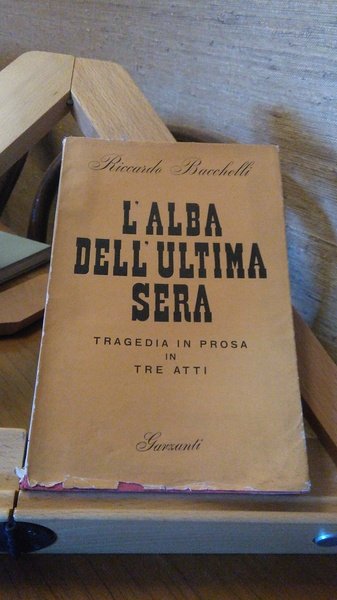 Riccardo Bacchelli
L'ALBA
DELL'ULTIMA
SERA
TRAGEDIA IN PROSA
IN
TRE ATTI
Garzanti